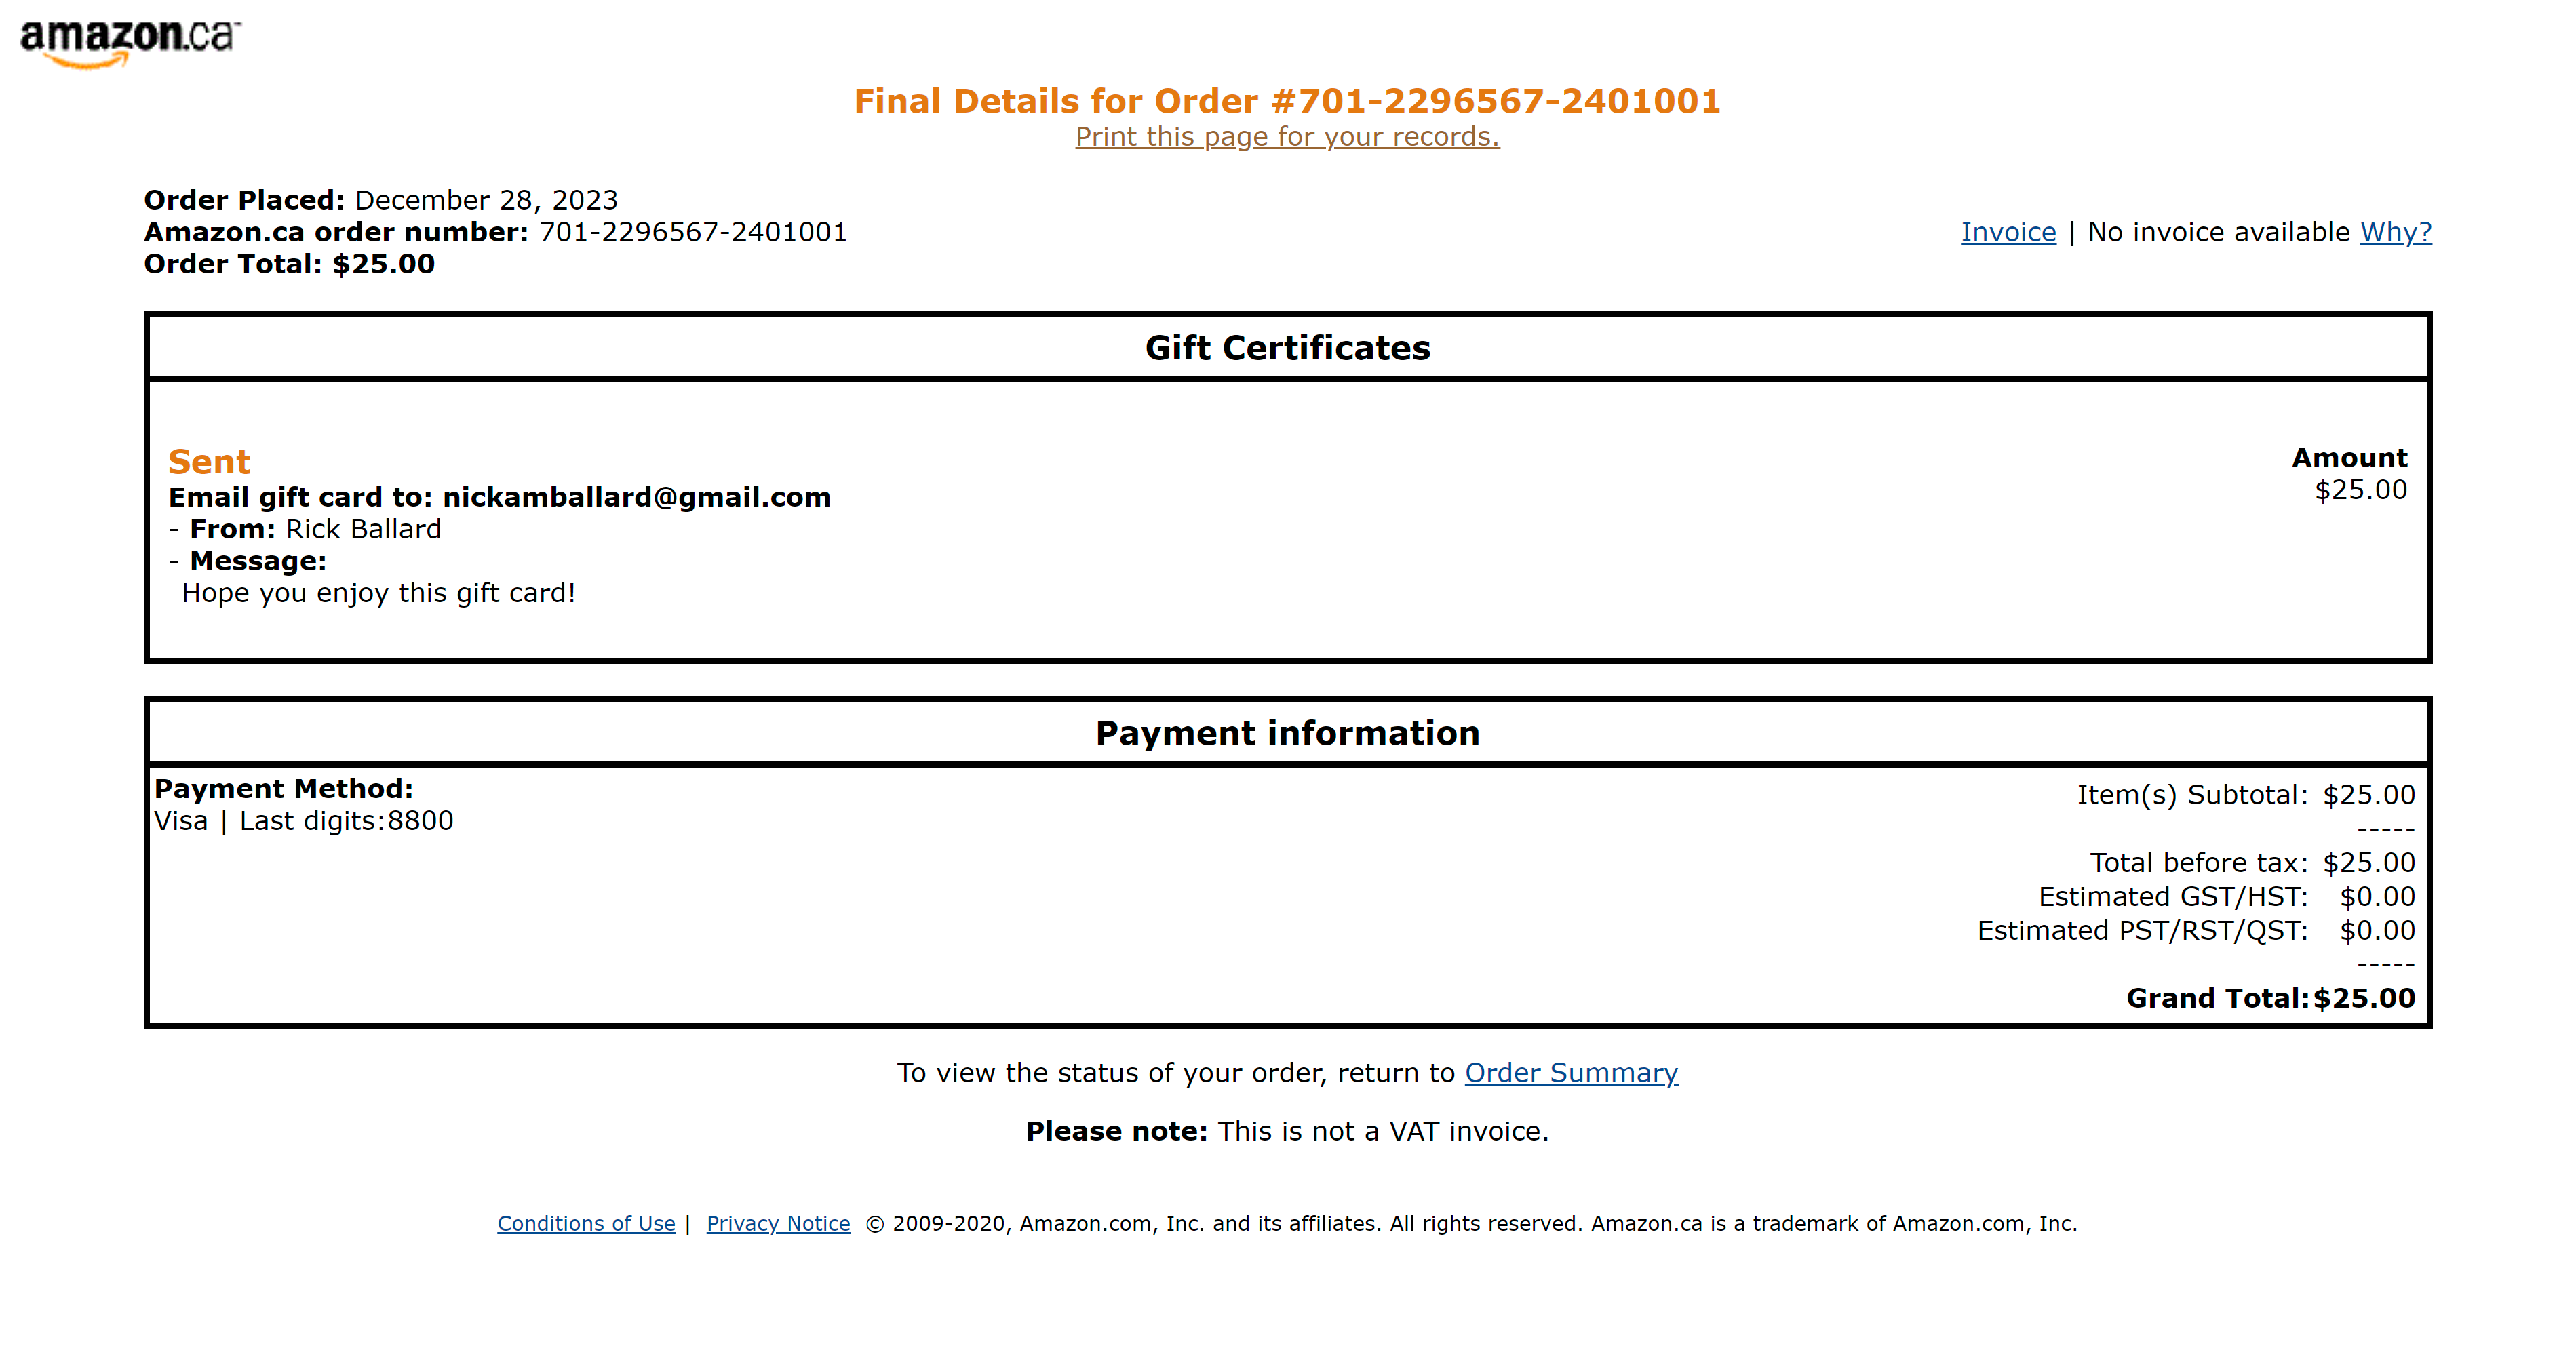 amazon.ca
Final Details for Order #701-2296567-2401001
Print this page for your records.
Order Placed: December 28, 2023
Amazon.ca order number: 701-2296567-2401001
Order Total: $25.00
Invoice | No invoice available Why?
Gift Certificates
Sent
Email gift card to: nickamballard@gmail.com
- From: Rick Ballard
- Message:
Hope you enjoy this gift card!
Amount
$25.00
Payment information
Payment Method:
Visa | Last digits:8800
Item(s) Subtotal: $25.00
-----
Total before tax: $25.00
Estimated GST/HST: $0.00
Estimated PST/RST/QST: $0.00
-----
Grand Total:$25.00
To view the status of your order, return to Order Summary
Please note: This is not a VAT invoice.
Conditions of Use | Privacy Notice © 2009-2020, Amazon.com, Inc. and its affiliates. All rights reserved. Amazon.ca is a trademark of Amazon.com, Inc.